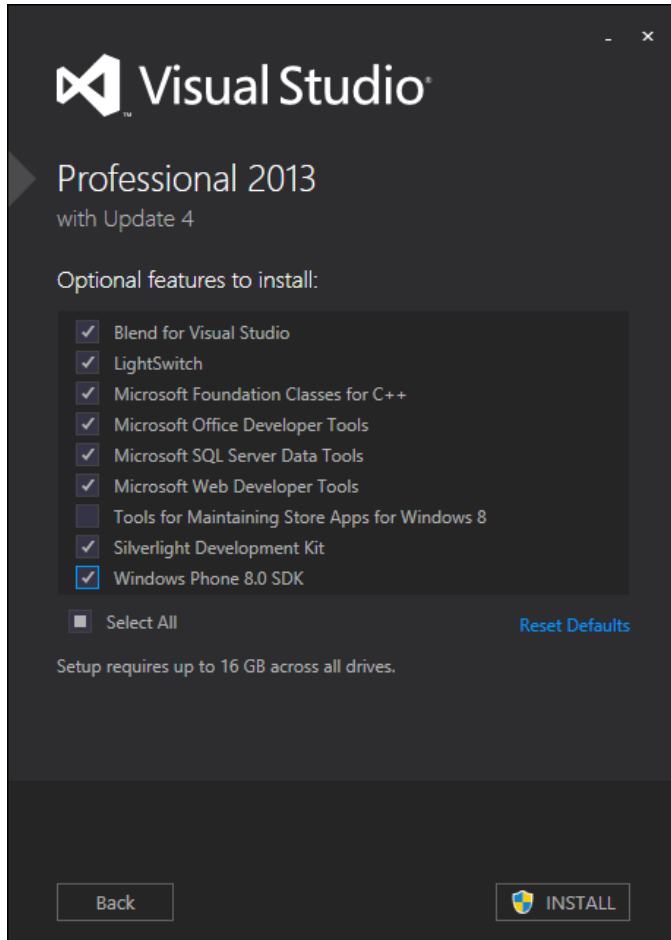 Visual Studio®
™
Professional 2013
with Update 4
Optional features to install:
Blend for Visual Studio
LightSwitch
Microsoft Foundation Classes for C++
Microsoft Office Developer Tools
Microsoft SQL Server Data Tools
Microsoft Web Developer Tools
Tools for Maintaining Store Apps for Windows 8
Silverlight Development Kit
Windows Phone 8.0 SDK
Select All
Reset Defaults
Setup requires up to 16 GB across all drives.
Back
INSTALL